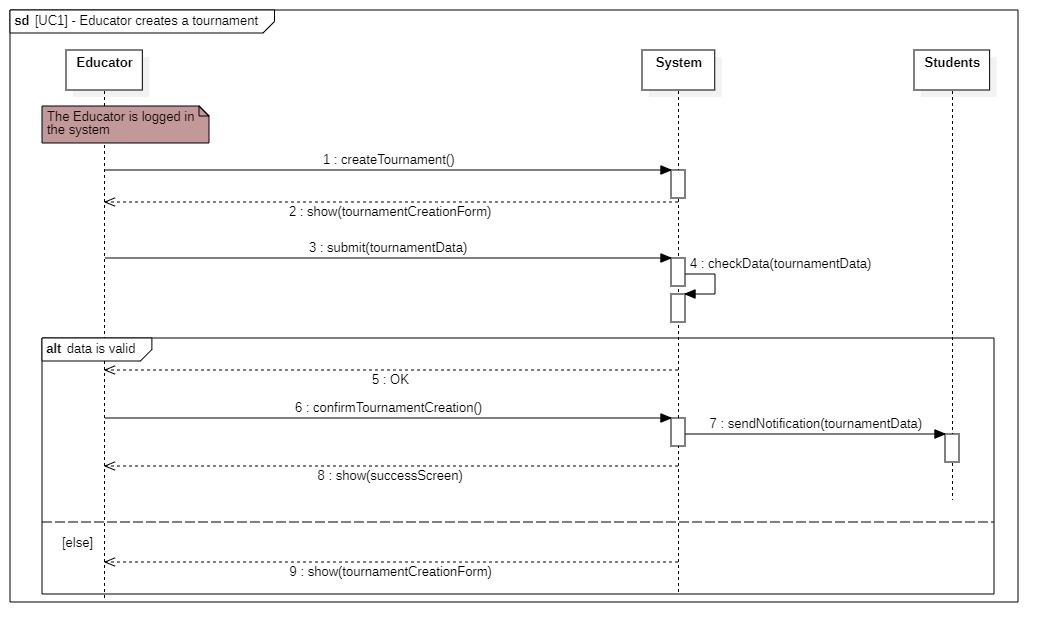 sd [UC1] - Educator creates a tournament
Educator
System
Students
The Educator is logged in
the system
1 : createTournament()
2 : show(tournamentCreationForm)
3 : submit(tournamentData)
4 : checkData(tournamentData)
alt data is valid
5 : OK
6 : confirmTournamentCreation()
7 : sendNotification(tournamentData)
8 : show(successScreen)
[else]
9 : show(tournamentCreationForm)